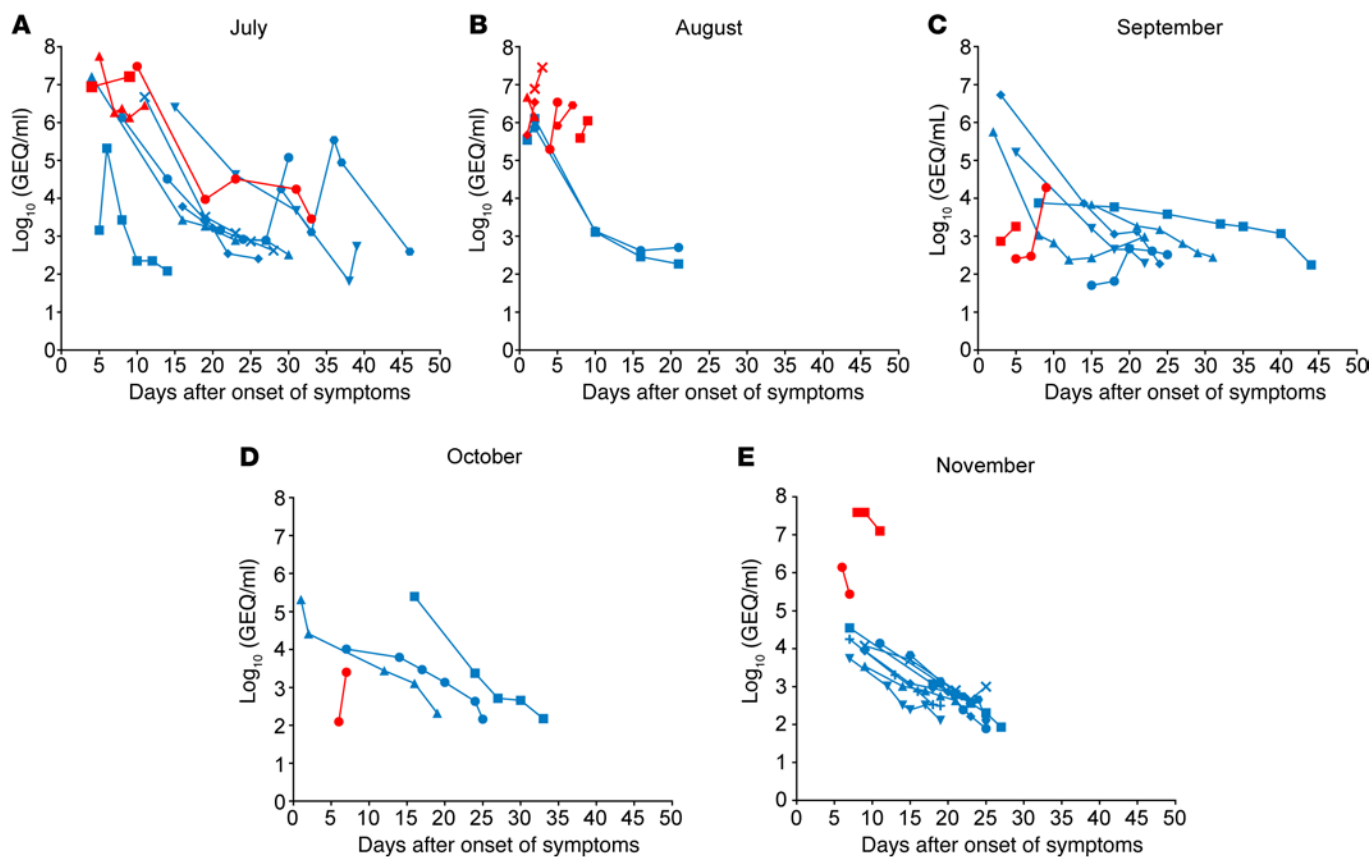 A
July
Log10 (GEQ/ml)
8
7
6
5
4
3
2
1
0
0 5 10 15 20 25 30 35 40 45 50
Days after onset of symptoms
B
August
Log10 (GEQ/ml)
8
7
6
5
4
3
2
1
0
0 5 10 15 20 25 30 35 40 45 50
Days after onset of symptoms
C
September
Log10 (GEQ/mL)
8
7
6
5
4
3
2
1
0
0 5 10 15 20 25 30 35 40 45 50
Days after onset of symptoms
D
October
Log10 (GEQ/ml)
8
7
6
5
4
3
2
1
0
0 5 10 15 20 25 30 35 40 45 50
Days after onset of symptoms
E
November
Log10 (GEQ/ml)
8
7
6
5
4
3
2
1
0
0 5 10 15 20 25 30 35 40 45 50
Days after onset of symptoms